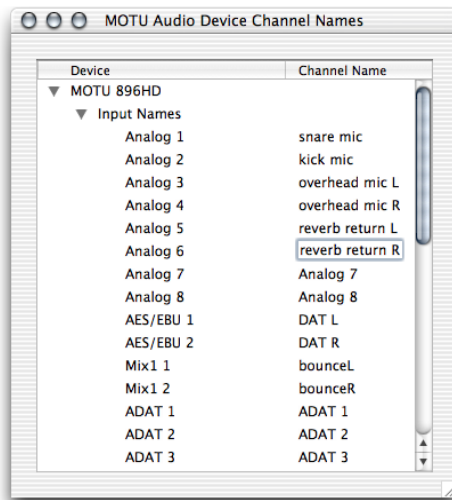 MOTU Audio Device Channel Names
Device Channel Name
MOTU 896HD
Input Names
Analog 1 snare mic
Analog 2 kick mic
Analog 3 overhead mic L
Analog 4 overhead mic R
Analog 5 reverb return L
Analog 6 reverb return R
Analog 7 Analog 7
Analog 8 Analog 8
AES/EBU 1 DAT L
AES/EBU 2 DAT R
Mix1 1 bounceL
Mix1 2 bounceR
ADAT 1 ADAT 1
ADAT 2 ADAT 2
ADAT 3 ADAT 3